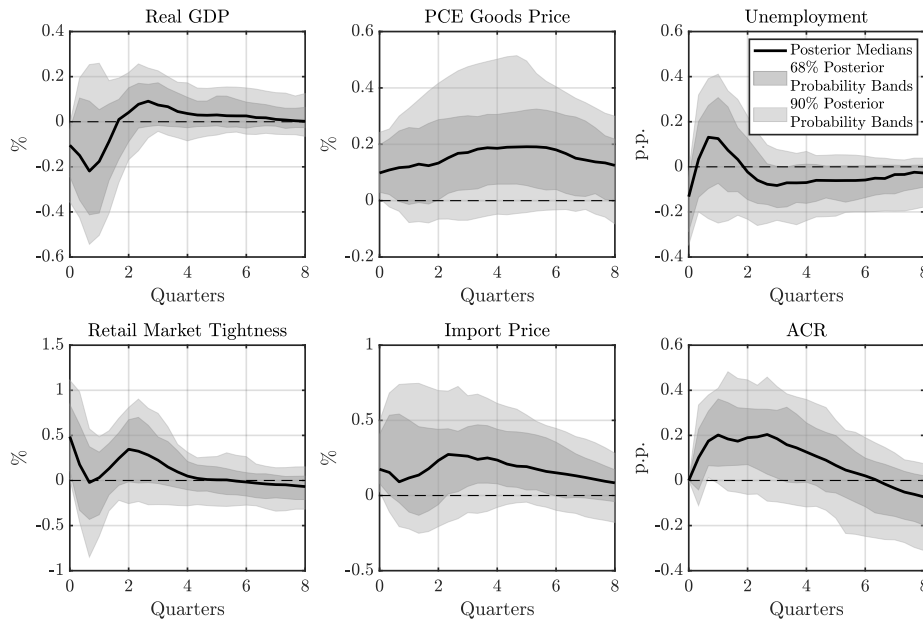 Real GDP
PCE Goods Price
Unemployment
0.4
0.2
0
-0.2
-0.4
-0.6
%
0 2 4 6 8
Quarters
0.6
0.4
0.2
0
-0.2
%
0 2 4 6 8
Quarters
0.6
0.4
0.2
0
-0.2
-0.4
p.p.
0 2 4 6 8
Quarters
Posterior Medians
68% Posterior
Probability Bands
90% Posterior
Probability Bands
Retail Market Tightness
Import Price
ACR
1.5
1
0.5
0
-0.5
-1
%
0 2 4 6 8
Quarters
1
0.5
0
-0.5
%
0 2 4 6 8
Quarters
0.6
0.4
0.2
0
-0.2
-0.4
p.p.
0 2 4 6 8
Quarters